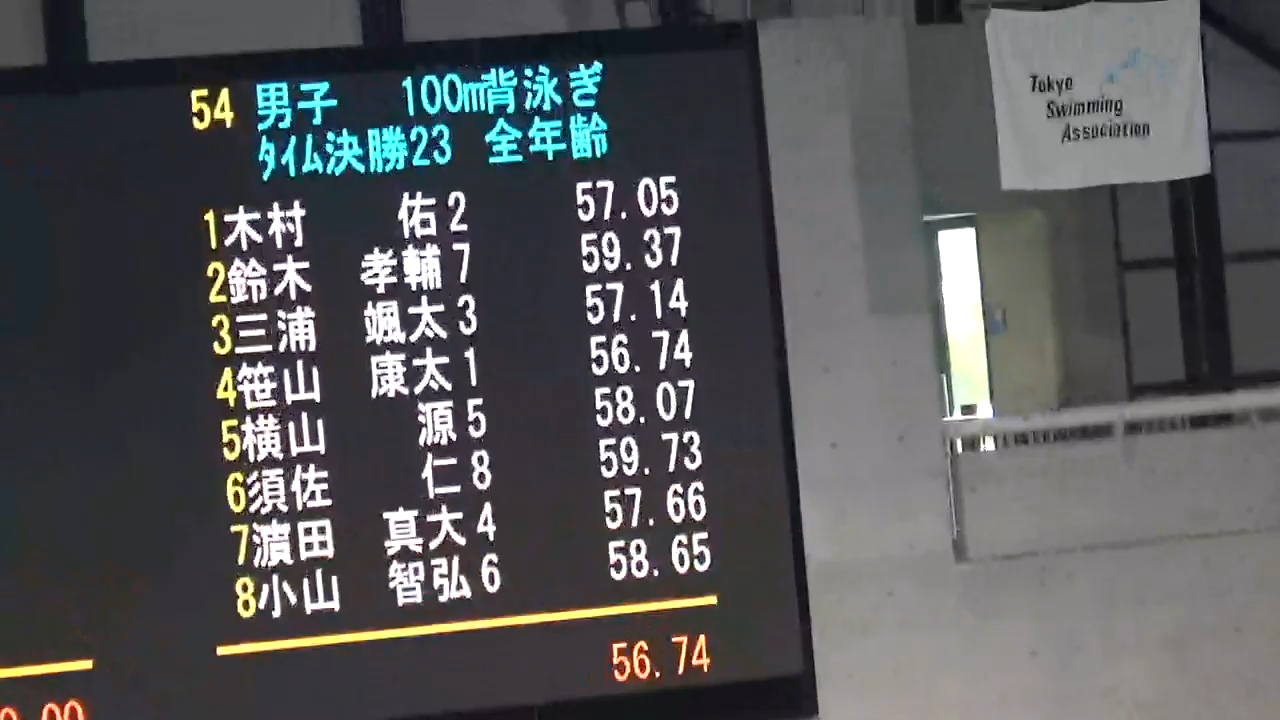 54 男子 100m背泳ぎ
ﾀｲﾑ決勝23 全年齢
1木村 佑2 57.05
2鈴木 孝輔7 59.37
3三浦 颯太3 57.14
4笹山 康太1 56.74
5横山 源5 58.07
6須佐 仁8 59.73
7濵田 真大4 57.66
8小山 智弘6 58.65
56.74
Tokyo
Swimming
Association